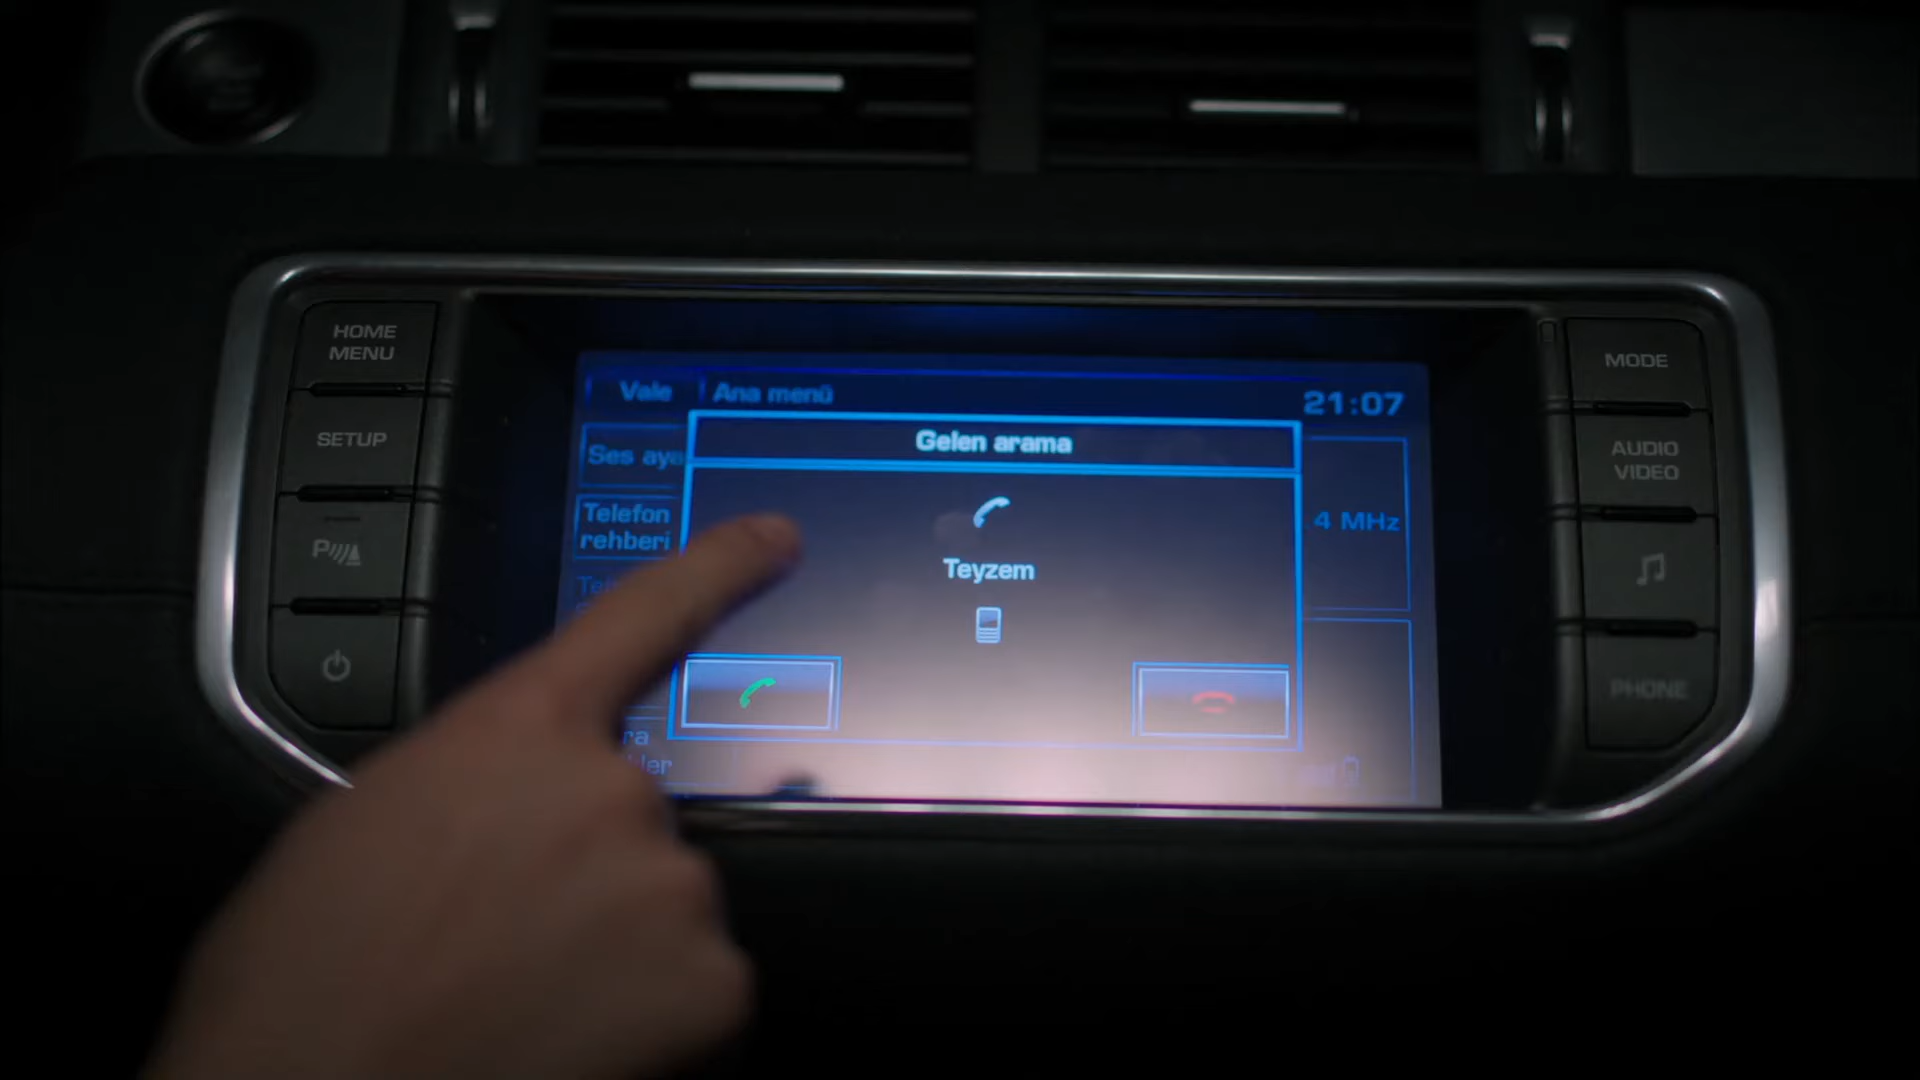 HOME
MENU
SETUP
P
Vale
Ana menü
21:07
Ses aya
Telefon
rehberi
Gelen arama
Teyzem
4 MHz
MODE
AUDIO
VIDEO
PHONE